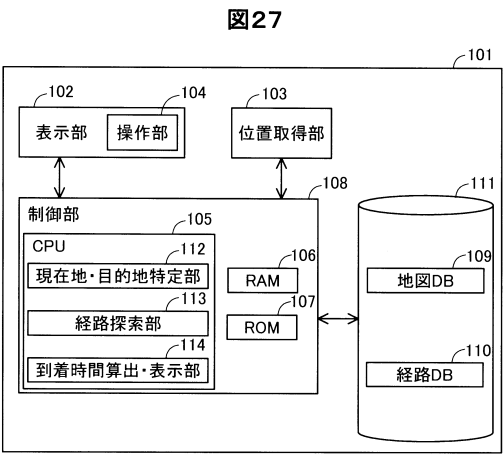 図27
101
102
104
103
表示部
操作部
位置取得部
108
111
制御部
105
CPU
112
106
109
現在地・目的地特定部
RAM
地図DB
113
107
経路探索部
ROM
114
110
到着時間算出・表示部
経路DB